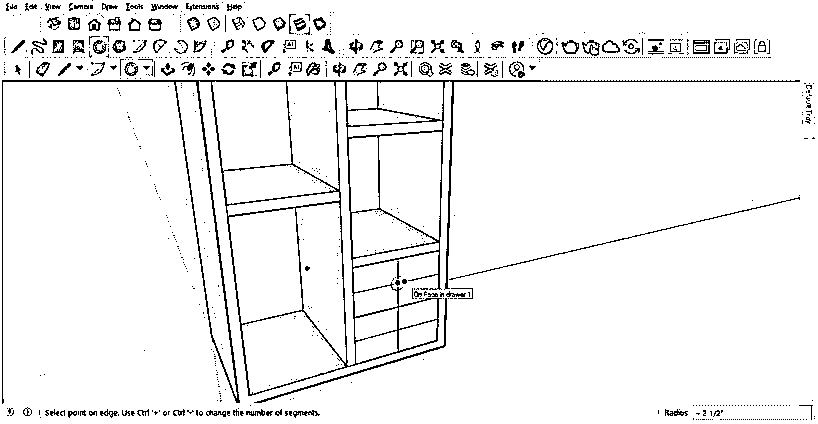 File Edit View Camera Draw Tools Window Extensions Help
Default Tray
On Face in drawer 1
Select point on edge. Use Ctrl '+' or Ctrl '-' to change the number of segments.
Radius ~ 2 1/2"